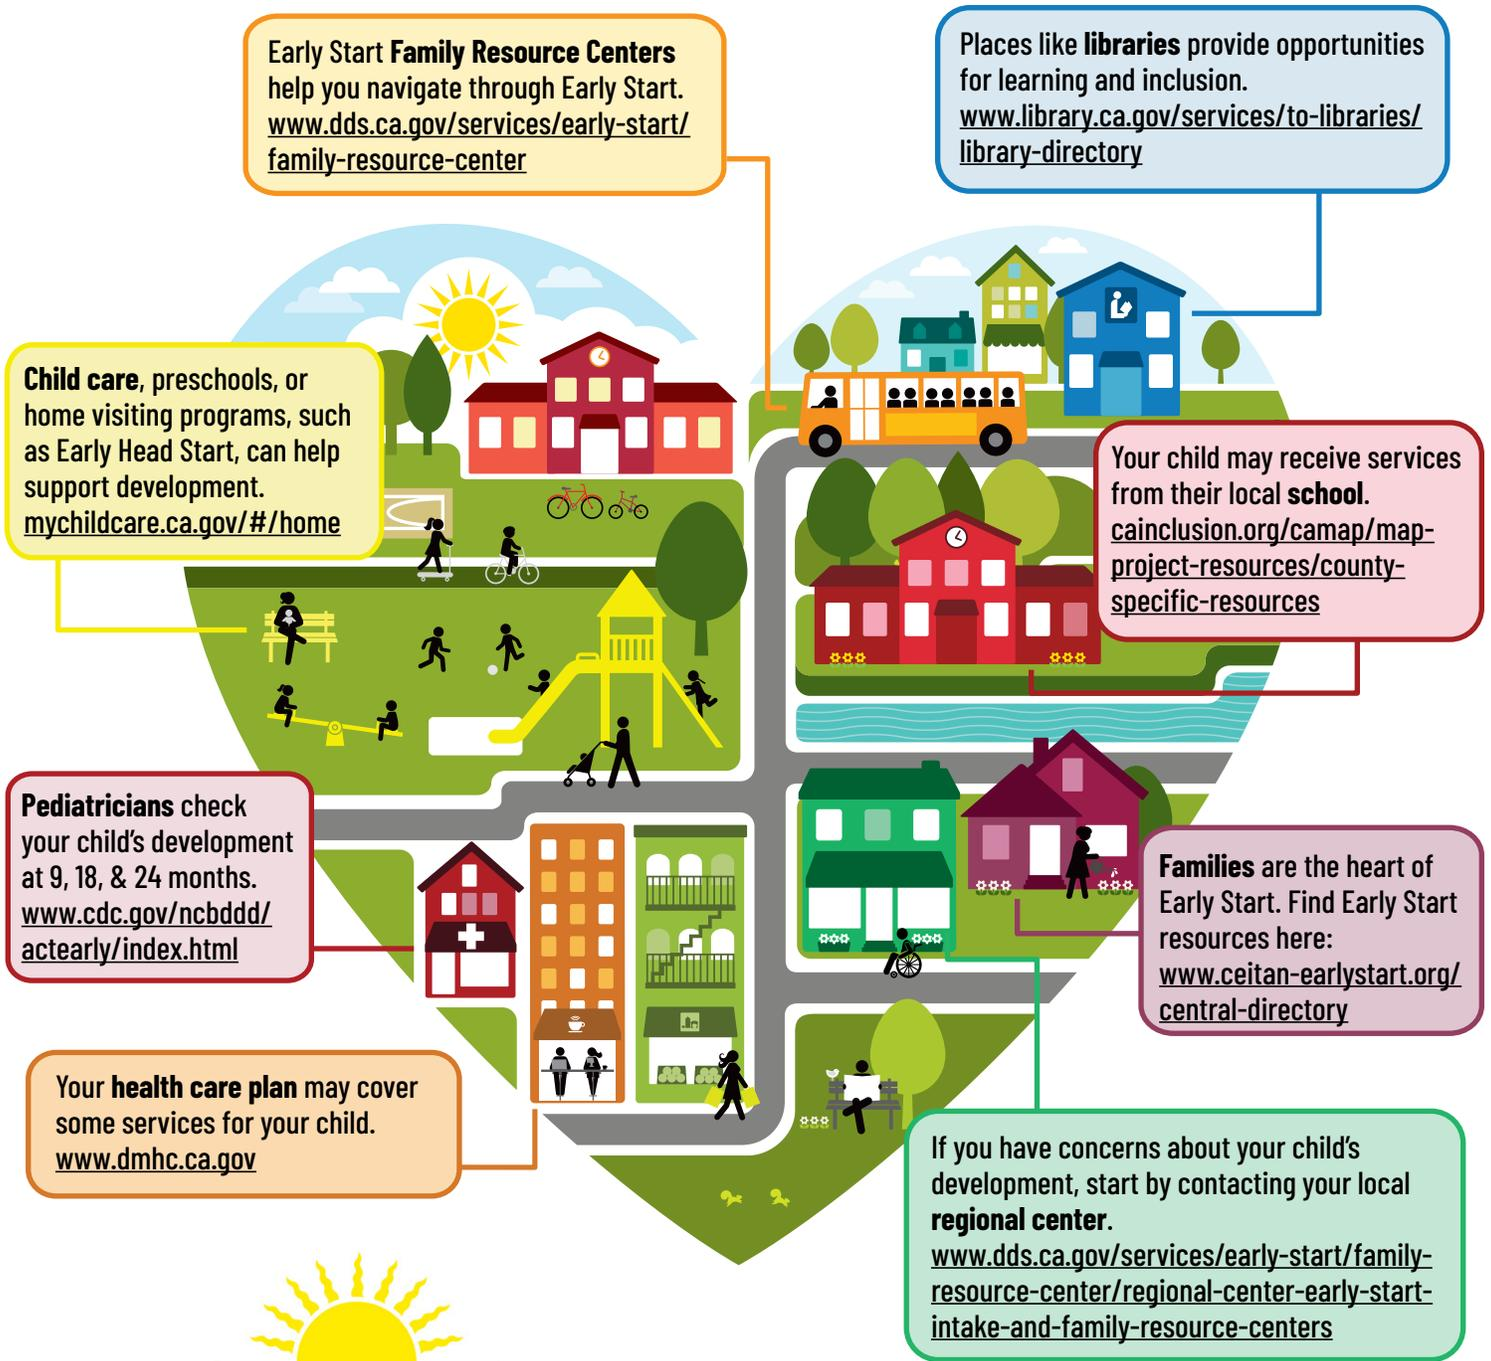 Early Start Family Resource Centers
help you navigate through Early Start.
www.dds.ca.gov/services/early-start/
family-resource-center
Places like libraries provide opportunities
for learning and inclusion.
www.library.ca.gov/services/to-libraries/
library-directory
Child care, preschools, or
home visiting programs, such
as Early Head Start, can help
support development.
mychildcare.ca.gov/#/home
Your child may receive services
from their local school.
cainclusion.org/camap/map-
project-resources/county-
specific-resources
Pediatricians check
your child's development
at 9, 18, & 24 months.
www.cdc.gov/ncbddd/
actearly/index.html
Families are the heart of
Early Start. Find Early Start
resources here:
www.ceitan-earlystart.org/
central-directory
Your health care plan may cover
some services for your child.
www.dmhc.ca.gov
If you have concerns about your child's
development, start by contacting your local
regional center.
www.dds.ca.gov/services/early-start/family-
resource-center/regional-center-early-start-
intake-and-family-resource-centers